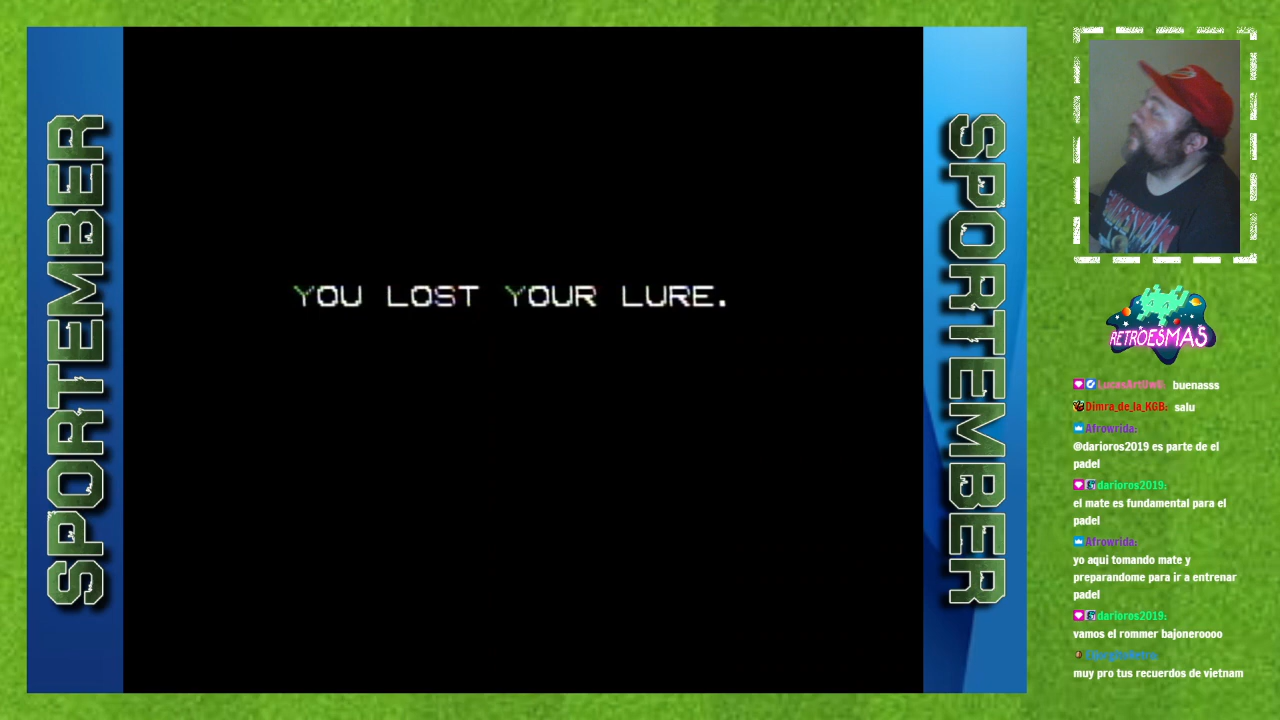 SPORTEMBER
YOU LOST YOUR LURE.
SPORTEMBER
RETROESMAS
buenasss
Dimra_de_la_KGB: salu
Afrowrida:
@darioros2019 es parte de el
padel
darioros2019:
el mate es fundamental para el
padel
Afrowrida:
yo aqui tomando mate y
preparandome para ir a entrenar
padel
darioros2019:
vamos el rommer bajoneroooo
muy pro tus recuerdos de vietnam